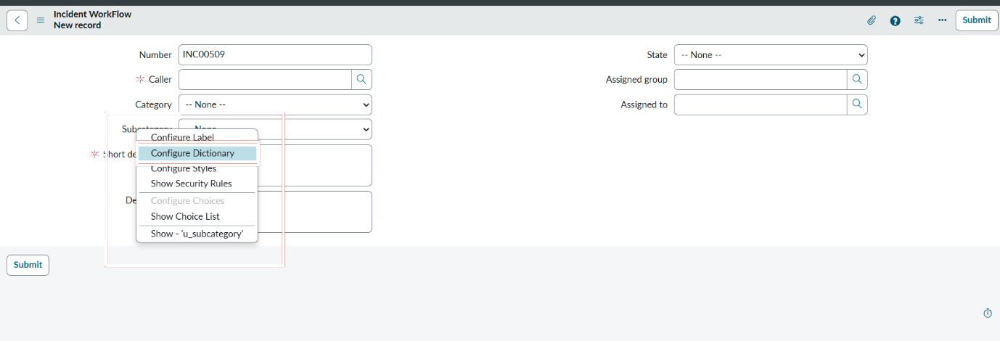 Incident WorkFlow
New record
Submit
Number
INC00509
Caller
Category
-- None --
Subcategory
None
Configure Label
Configure Dictionary
Configure Styles
Show Security Rules
Configure Choices
Show Choice List
Show - 'u_subcategory'
Short de
De
State
-- None --
Assigned group
Assigned to
Submit